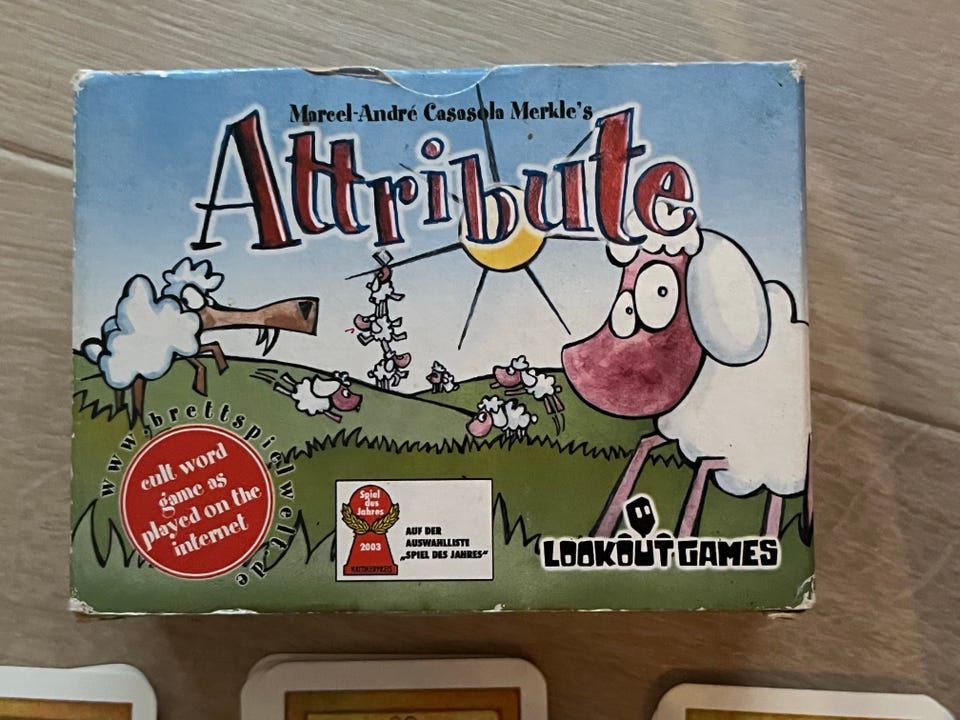 Marcel-André Casasola Merkle's
Attribute
www.brettspielwelt.de
cult word
game as
played on the
internet
Spiel
des
Jahres
2003
KRITIKERPREIS
AUF DER
AUSWAHLLISTE
„SPIEL DES JAHRES"
LOOKOUT GAMES